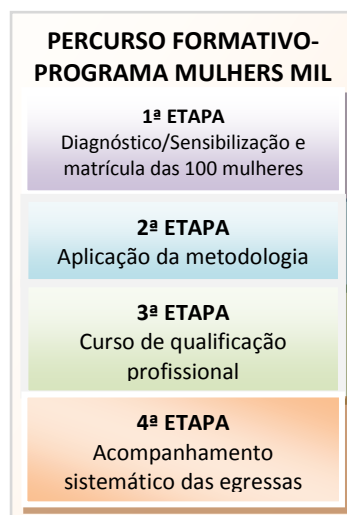 PERCURSO FORMATIVO-
PROGRAMA MULHERS MIL
1ª ETAPA
Diagnóstico/Sensibilização e
matrícula das 100 mulheres
2ª ETAPA
Aplicação da metodologia
3ª ETAPA
Curso de qualificação
profissional
4ª ETAPA
Acompanhamento
sistemático das egressas